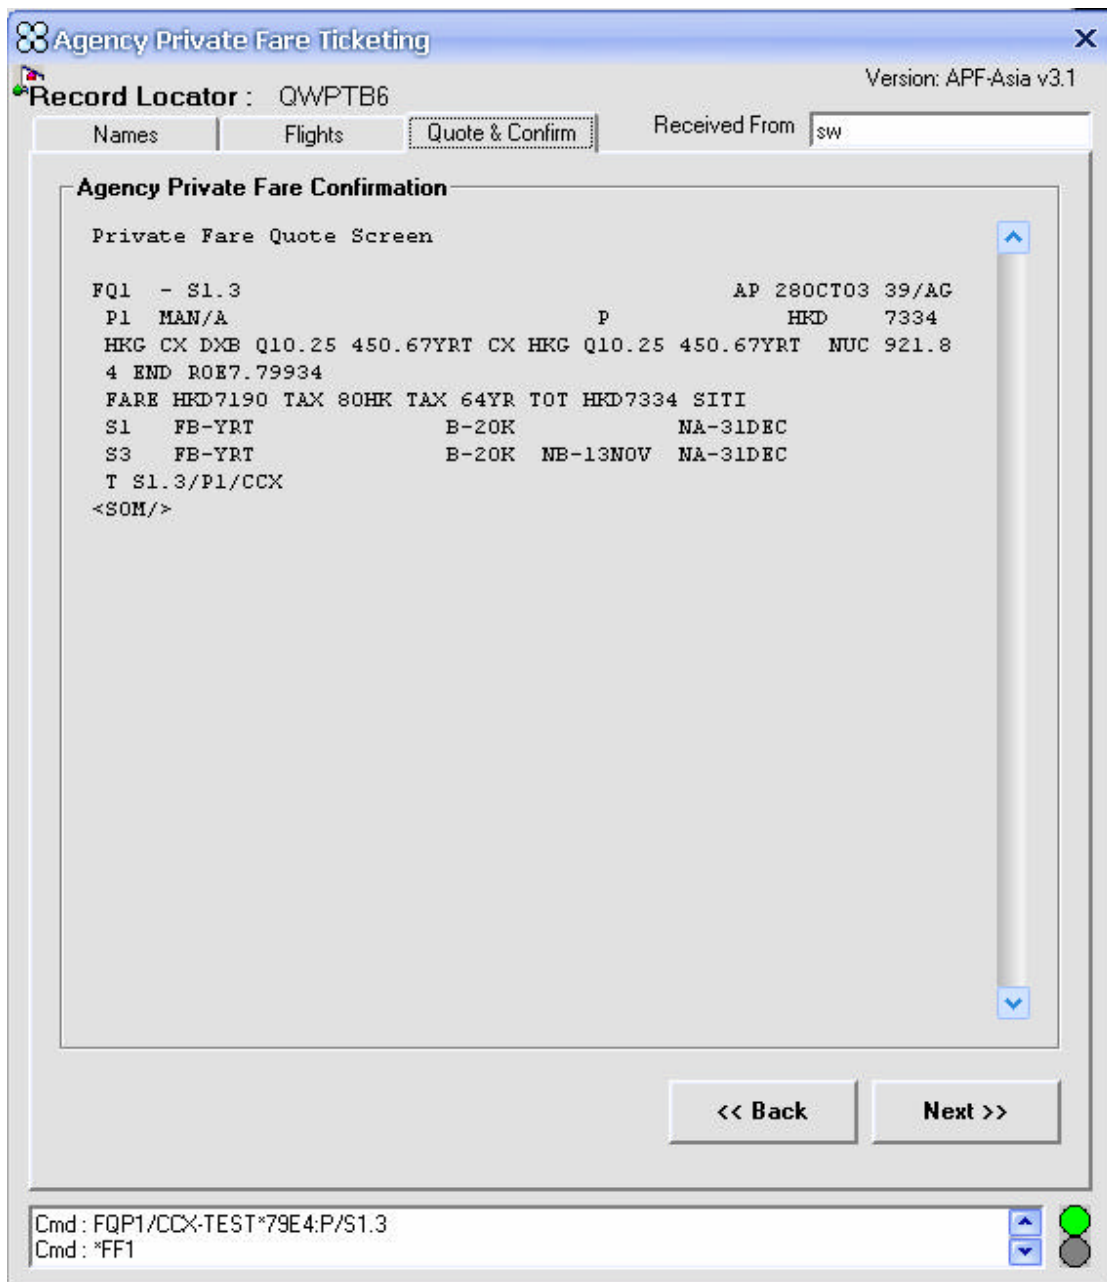 Agency Private Fare Ticketing
Version: APF-Asia v3.1
Record Locator : QWPTB6
Names Flights Quote & Confirm Received From sw
Agency Private Fare Confirmation
Private Fare Quote Screen
FQ1 - S1.3 AP 28OCT03 39/AG
P1 MAN/A P HKD 7334
HKG CX DXB Q10.25 450.67YRT CX HKG Q10.25 450.67YRT NUC 921.8
4 END ROE7.79934
FARE HKD7190 TAX 80HK TAX 64YR TOT HKD7334 SITI
S1 FB-YRT B-20K NA-31DEC
S3 FB-YRT B-20K NB-13NOV NA-31DEC
T S1.3/P1/CCX
<SOM/>
<< Back Next >>
Cmd : FQP1/CCX-TEST*79E4:P/S1.3
Cmd : *FF1